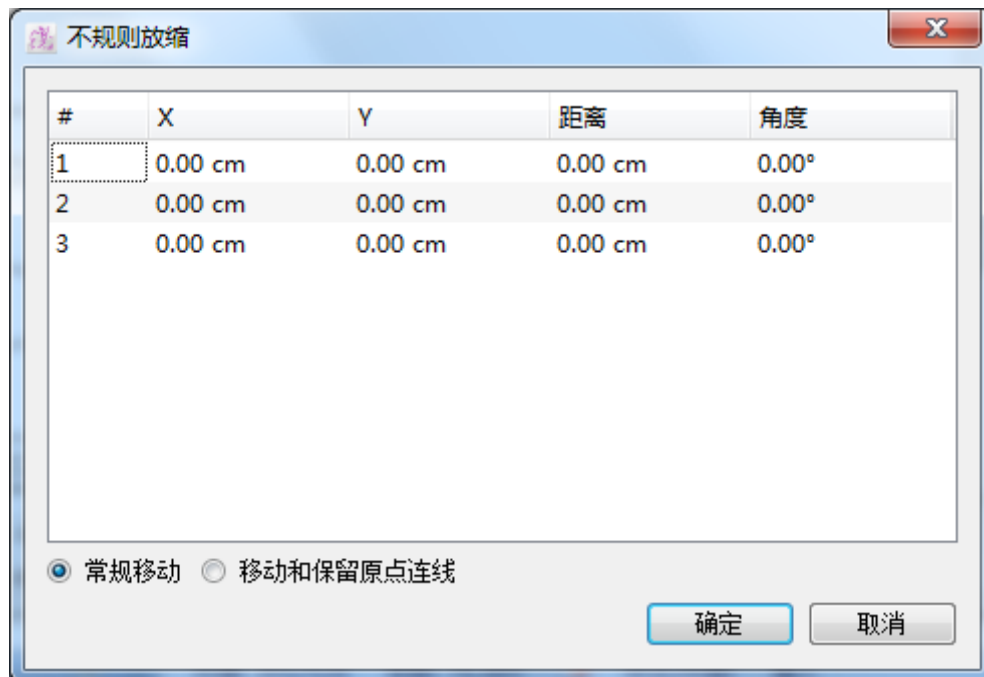 不规则放缩
# X Y 距离 角度
1 0.00 cm 0.00 cm 0.00 cm 0.00°
2 0.00 cm 0.00 cm 0.00 cm 0.00°
3 0.00 cm 0.00 cm 0.00 cm 0.00°
常规移动 移动和保留原点连线
确定 取消